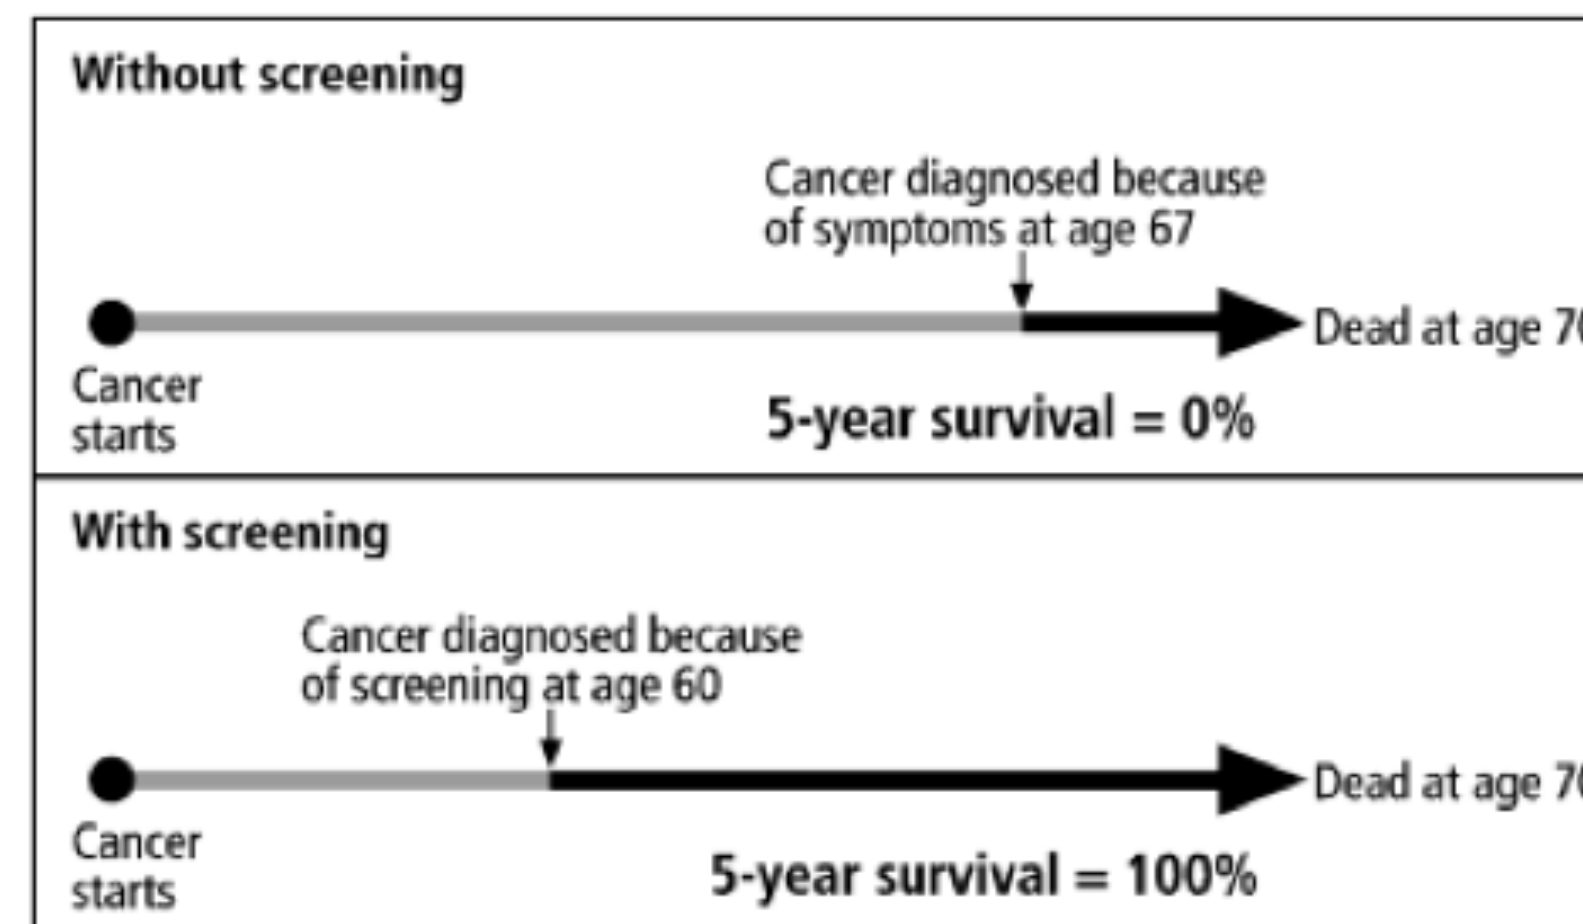 Without screening
Cancer diagnosed because
of symptoms at age 67
Dead at age 70
Cancer
starts
5-year survival = 0%
With screening
Cancer diagnosed because
of screening at age 60
Dead at age 70
Cancer
starts
5-year survival = 100%